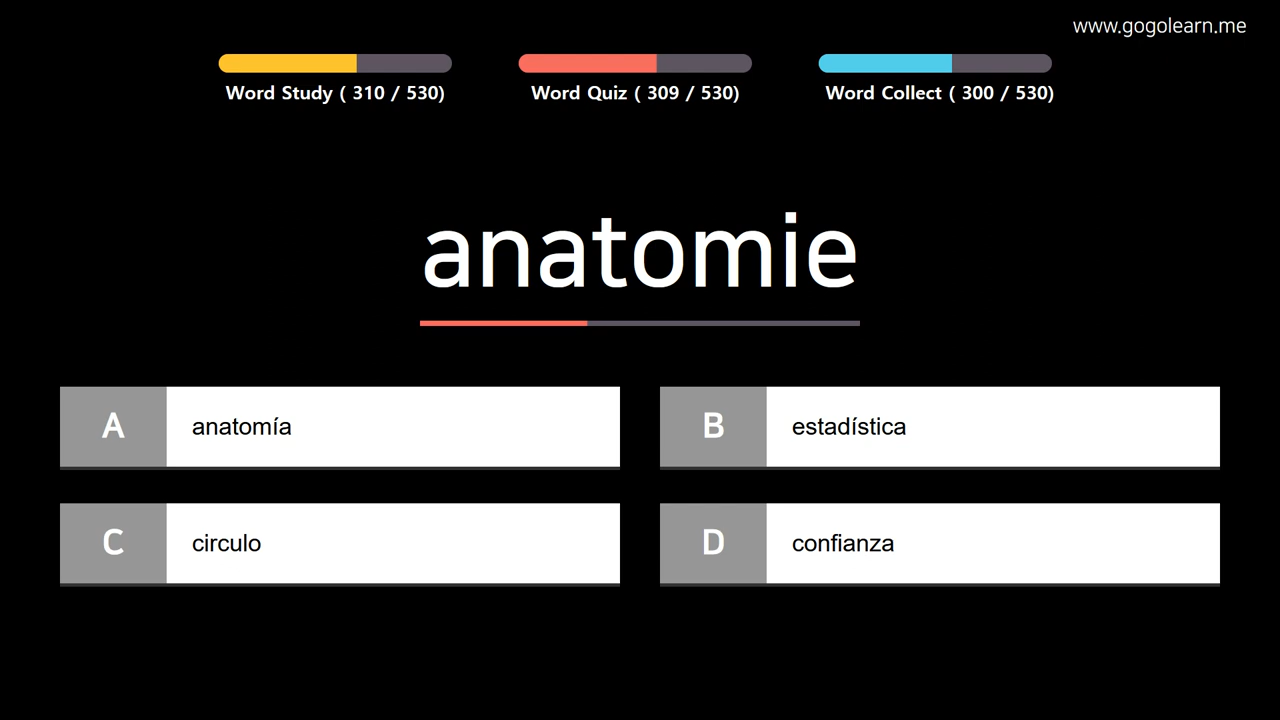 www.gogolearn.me
Word Study ( 310 / 530)
Word Quiz ( 309 / 530)
Word Collect ( 300 / 530)
anatomie
A anatomía
B estadística
C circulo
D confianza